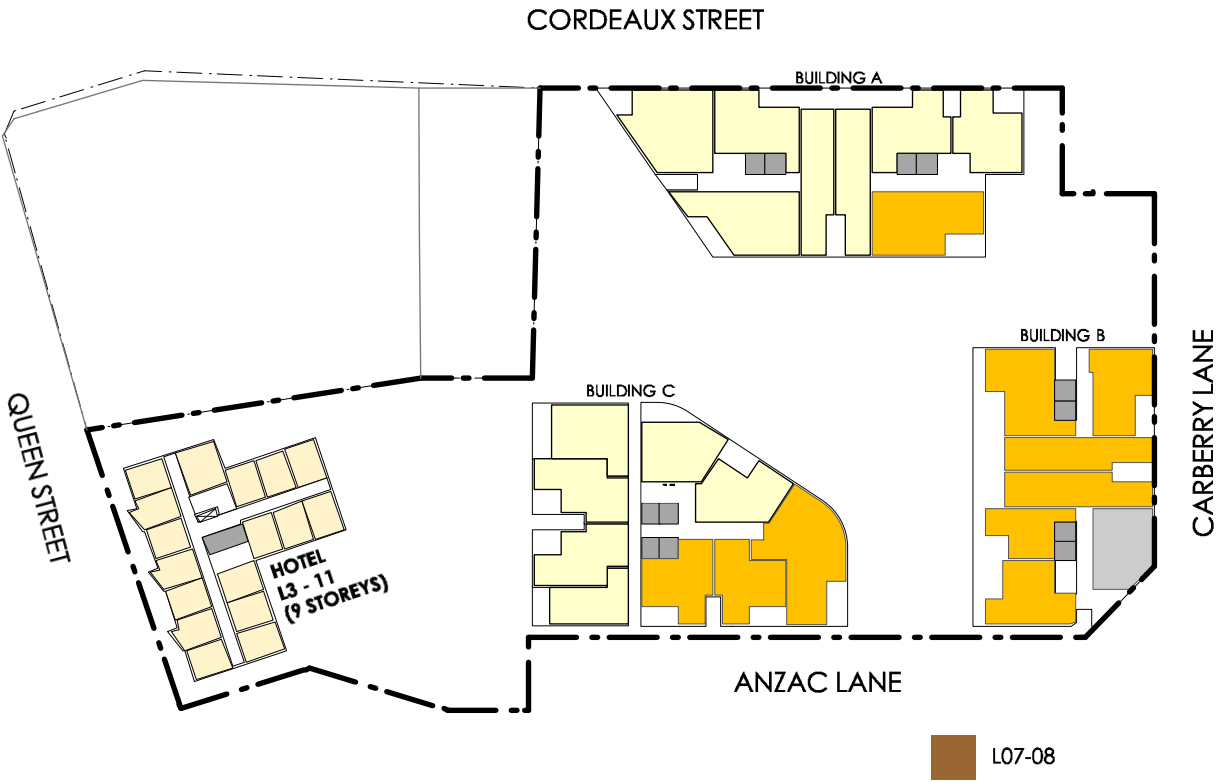 CORDEAUX STREET
BUILDING A
BUILDING B
BUILDING C
QUEEN STREET
CARBERRY LANE
HOTEL
L3 - 11
(9 STOREYS)
ANZAC LANE
L07-08